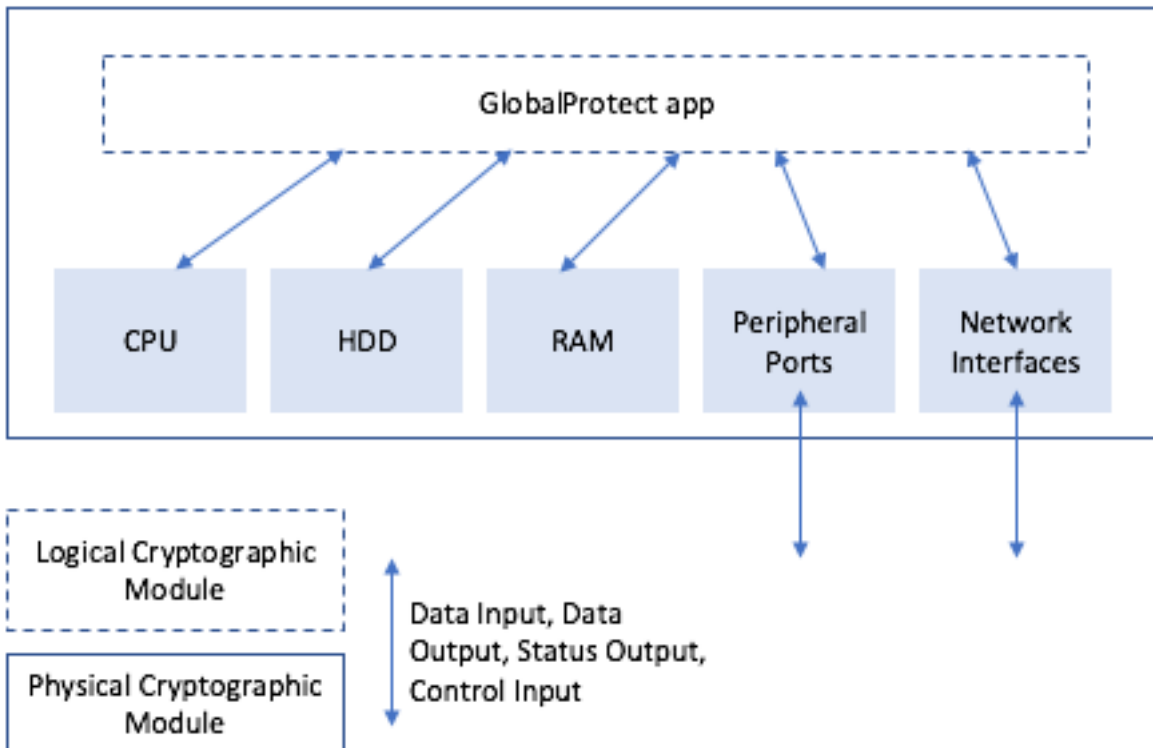 GlobalProtect app
CPU
HDD
RAM
Peripheral
Ports
Network
Interfaces
Logical Cryptographic
Module
Data Input, Data
Output, Status Output,
Control Input
Physical Cryptographic
Module